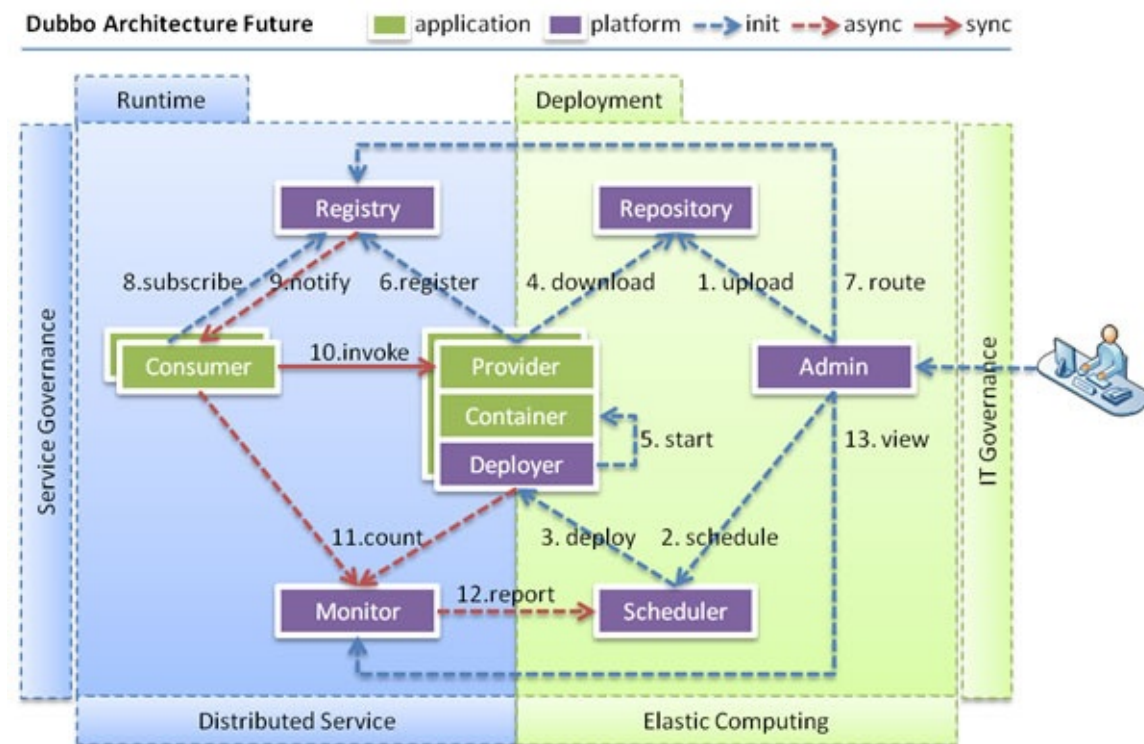 Dubbo Architecture Future application platform init async sync
Runtime
Deployment
Service Governance
IT Governance
Registry
Repository
8.subscribe
9.notify
6.register
4. download
1. upload
7. route
Consumer
10.invoke
Provider
Admin
Container
5. start
13. view
Deployer
11.count
3. deploy
2. schedule
Monitor
12.report
Scheduler
Distributed Service
Elastic Computing